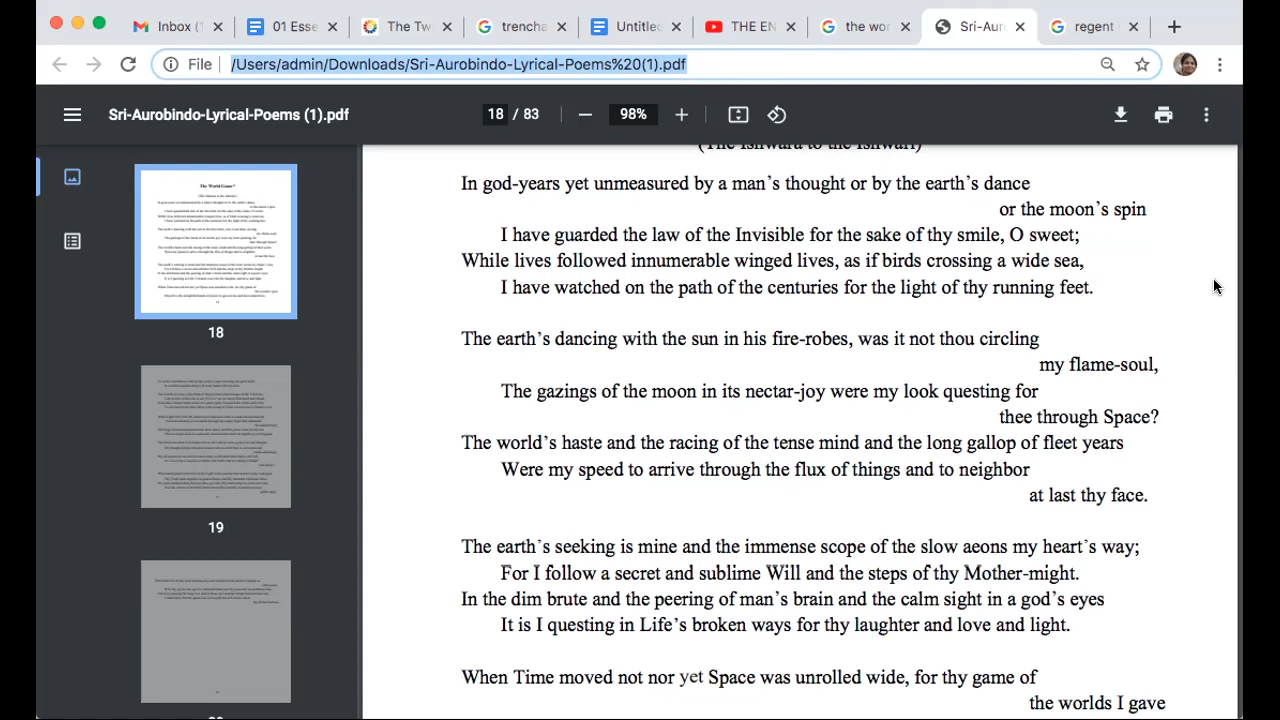 Inbox (1
01 Esse
The Tw
trencha
Untitle
THE EN
the wor
Sri-Aur
regent
File
/Users/admin/Downloads/Sri-Aurobindo-Lyrical-Poems%20(1).pdf
Sri-Aurobindo-Lyrical-Poems (1).pdf
18 / 83
98%
(The Ishwara to the Ishwari)
In god-years yet unmeasured by a man's thought or by the earth's dance
or the moon's spin
I have guarded the law of the Invisible for the sake of thy smile, O sweet;
While lives followed innumerable winged lives, as if birds crossing a wide sea,
I have watched on the path of the centuries for the light of thy running feet.
The earth's dancing with the sun in his fire-robes, was it not thou circling
my flame-soul,
The gazings of the moon in its nectar-joy were my look questing for
thee through Space?
The world's haste and the racing of the tense mind and the long gallop of fleet years
Were my speed to arrive through the flux of things and to neighbor
at last thy face.
The earth's seeking is mine and the immense scope of the slow aeons my heart's way;
For I follow a secret and sublime Will and the steps of thy Mother-might.
In the dim brute and the peering of man's brain and the calm sight in a god's eyes
It is I questing in Life's broken ways for thy laughter and love and light.
When Time moved not nor yet Space was unrolled wide, for thy game of
the worlds I gave
The World Game*
18
19